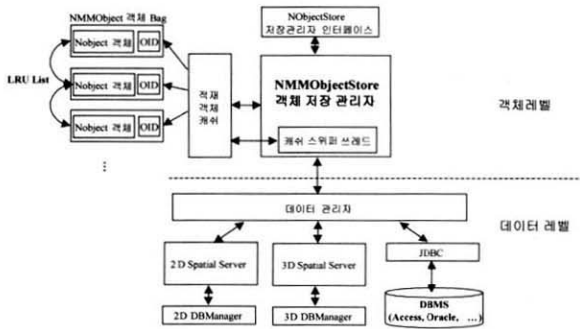 NMMObject 객체 Bag
Nobject 객체 OID
LRU List
Nobject 객체 OID
Nobject 객체 OID
⋮
적재
객체
캐쉬
NObjectStore
저장관리자 인터페이스
NMMObjectStore
객체 저장 관리자
캐쉬 스위퍼 쓰레드
객체레벨
데이터 관리자
데이터 레벨
2D Spatial Server
3D Spatial Server
JDBC
2D DBManager
3D DBManager
DBMS
(Access, Oracle, ...)